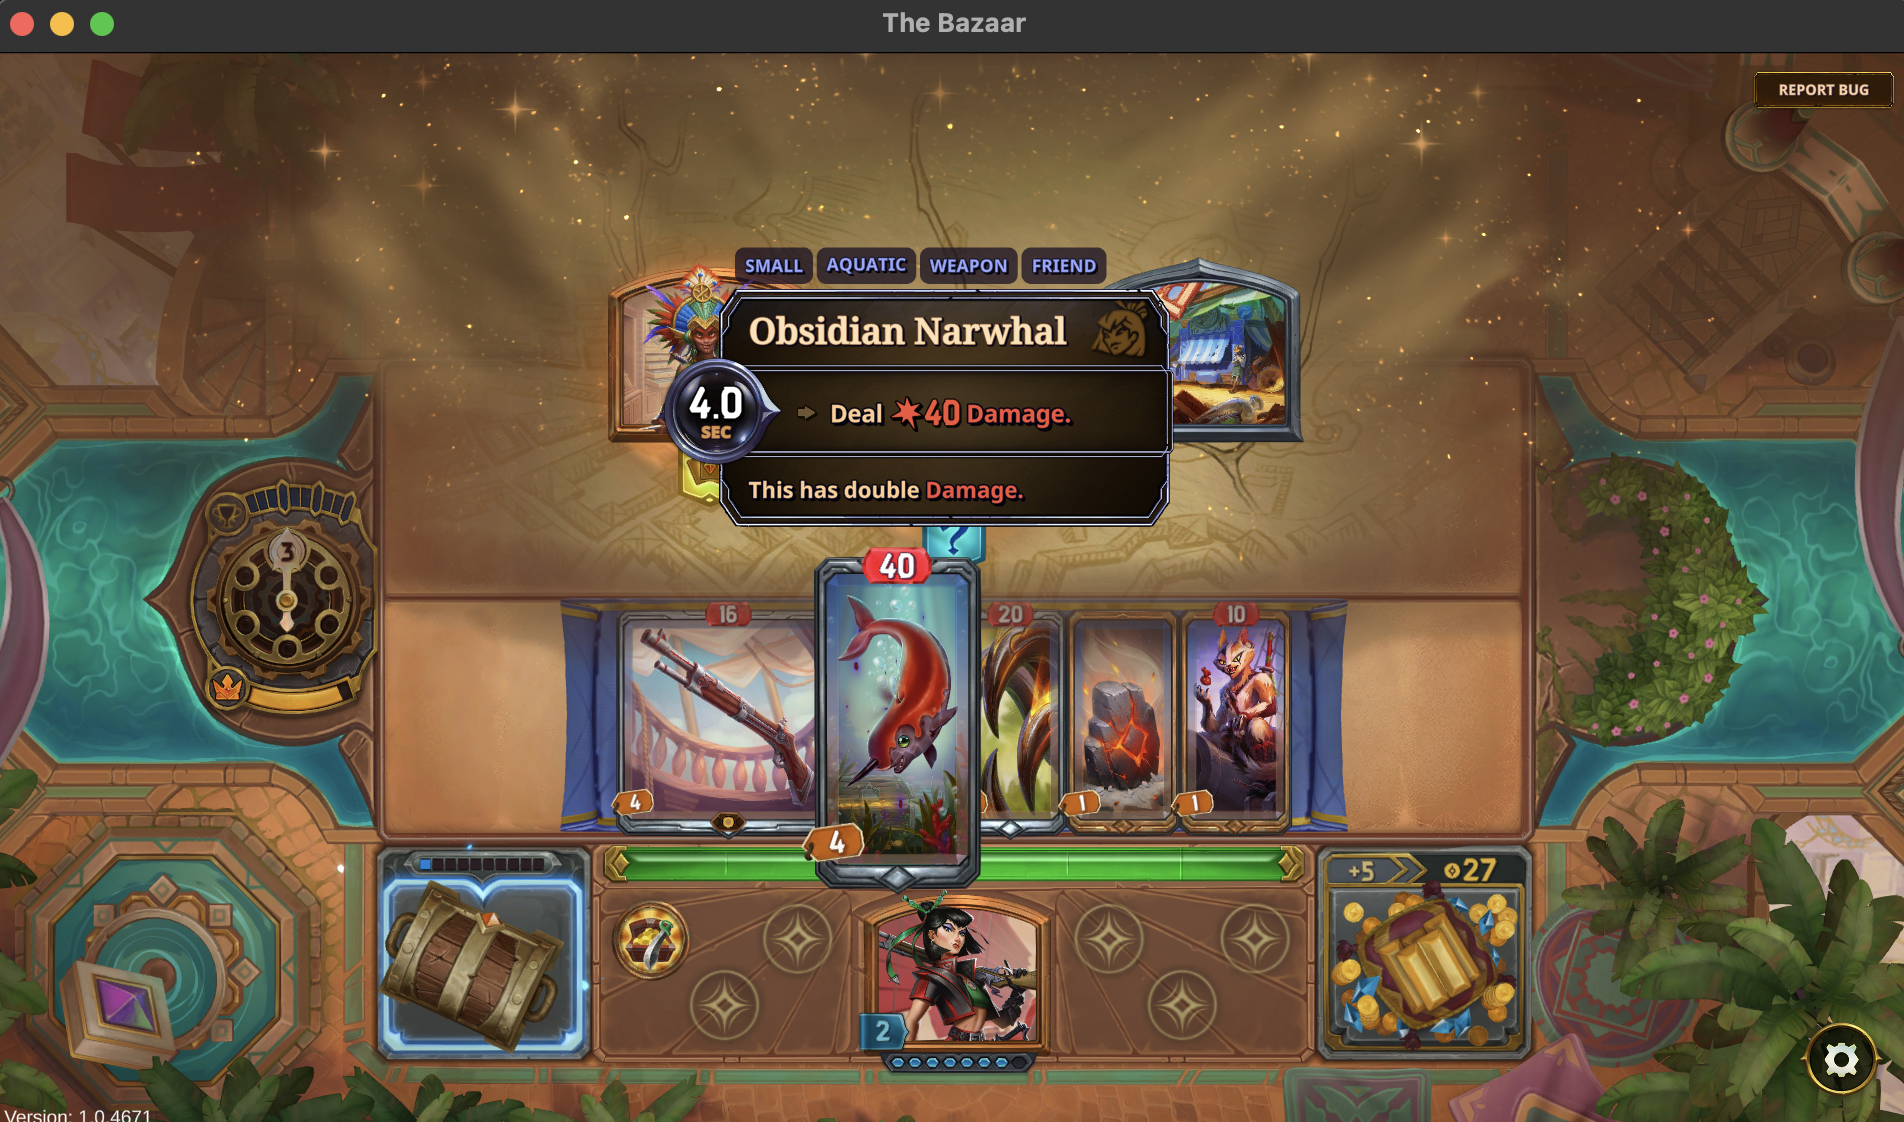 The Bazaar
REPORT BUG
SMALL AQUATIC WEAPON FRIEND
Obsidian Narwhal
4.0
SEC
Deal 40 Damage.
This has double Damage.
?
3
16
40
20
10
4
4
1
1
+5
27
2
Version: 1.0.4671